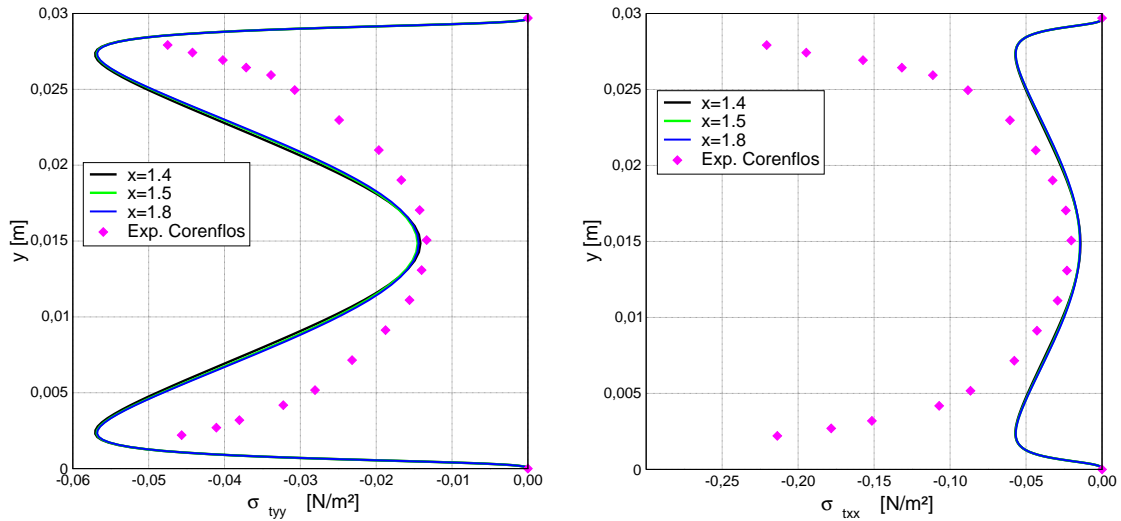 0,03
0,025
0,02
0,015
0,01
0,005
0
y [m]
x=1.4
x=1.5
x=1.8
Exp. Corenflos
-0,06 -0,05 -0,04 -0,03 -0,02 -0,01 0,00
σ tyy [N/m²]
0,03
0,025
0,02
0,015
0,01
0,005
0
y [m]
x=1.4
x=1.5
x=1.8
Exp. Corenflos
-0,25 -0,20 -0,15 -0,10 -0,05 0,00
σ txx [N/m²]